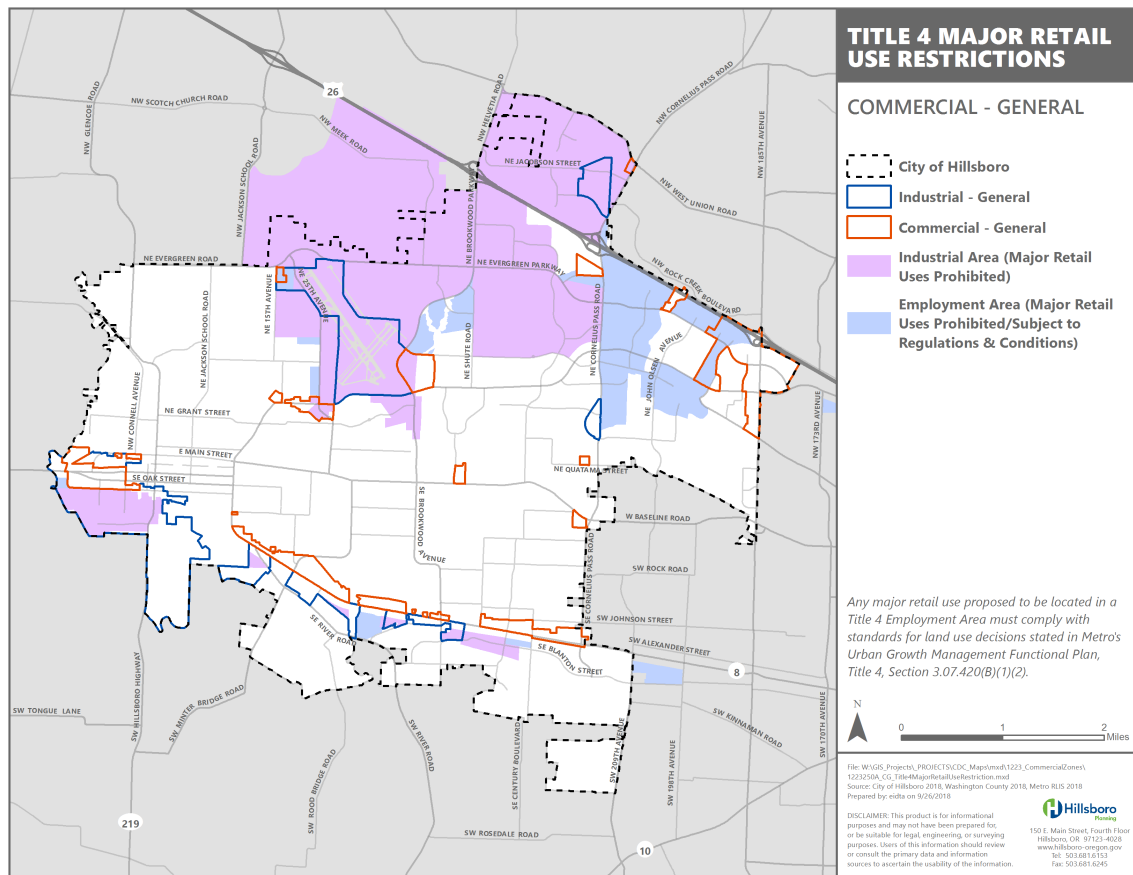 TITLE 4 MAJOR RETAIL
USE RESTRICTIONS
COMMERCIAL - GENERAL
City of Hillsboro
Industrial - General
Commercial - General
Industrial Area (Major Retail
Uses Prohibited)
Employment Area (Major Retail
Uses Prohibited/Subject to
Regulations & Conditions)
Any major retail use proposed to be located in a
Title 4 Employment Area must comply with
standards for land use decisions stated in Metro's
Urban Growth Management Functional Plan,
Title 4, Section 3.07.420(B)(1)(2).
N
0 1 2
Miles
File: W:\GIS_Projects\_PROJECTS\CDC_Maps\mxd\1223_CommercialZones\
1223250A_CG_Title4MajorRetailUseRestriction.mxd
Source: City of Hillsboro 2018, Washington County 2018, Metro RLIS 2018
Prepared by: eidta on 9/26/2018
DISCLAIMER: This product is for informational
purposes and may not have been prepared for,
or be suitable for legal, engineering, or surveying
purposes. Users of this information should review
or consult the primary data and information
sources to ascertain the usability of the information.
Hillsboro
Planning
150 E. Main Street, Fourth Floor
Hillsboro, OR 97123-4028
www.hillsboro-oregon.gov
Tel: 503.681.6153
Fax: 503.681.6245
NW GLENCOE ROAD
NW SCOTCH CHURCH ROAD
26
NW MEEK ROAD
NW HELVETIA ROAD
NW CORNELIUS PASS ROAD
NW 185TH AVENUE
NW JACKSON SCHOOL ROAD
NE JACOBSON STREET
NW WEST UNION ROAD
NE BROOKWOOD PARKWAY
NE EVERGREEN ROAD
NE EVERGREEN PARKWAY
NW ROCK CREEK BOULEVARD
NE 25TH AVENUE
NE 15TH AVENUE
NE JACKSON SCHOOL ROAD
NE SHUTE ROAD
NE CORNELIUS PASS ROAD
NE JOHN OLSEN AVENUE
NW CONNELL AVENUE
NE GRANT STREET
NW 173RD AVENUE
E MAIN STREET
SE OAK STREET
NE QUATAMA STREET
SE BROOKWOOD
AVENUE
W BASELINE ROAD
SE CORNELIUS PASS ROAD
SW ROCK ROAD
SW JOHNSON STREET
SE RIVER ROAD
SE BLANTON STREET
SW ALEXANDER STREET
8
SW HILLSBORO HIGHWAY
SW TONGUE LANE
SW MINTER BRIDGE ROAD
SW ROOD BRIDGE ROAD
SW RIVER ROAD
SE CENTURY BOULEVARD
SW 209TH AVENUE
SW 198TH AVENUE
SW KINNAMAN ROAD
SW 170TH AVENUE
219
SW ROSEDALE ROAD
10